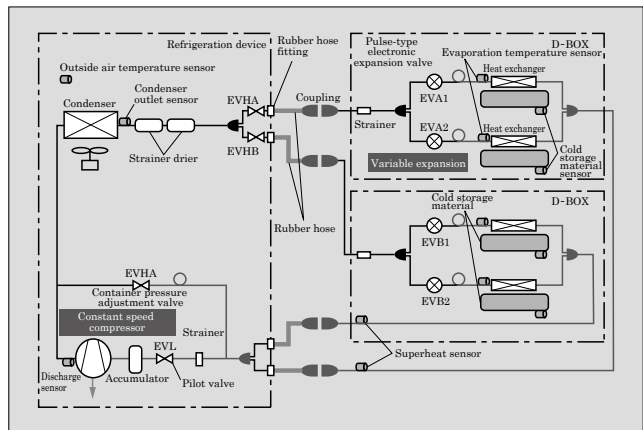 Refrigeration device
Rubber hose
fitting
Pulse-type
electronic
expansion valve
D-BOX
Evaporation temperature sensor
Heat exchanger
Outside air temperature sensor
Condenser
outlet sensor
Condenser
EVHA
EVHB
Coupling
Strainer
EVA1
EVA2
Heat exchanger
Strainer drier
Variable expansion
Cold
storage
material
sensor
Rubber hose
Cold storage
material
D-BOX
EVB1
EVB2
EVHA
Container pressure
adjustment valve
Constant speed
compressor
Strainer
EVL
Discharge
sensor
Accumulator
Pilot valve
Superheat sensor